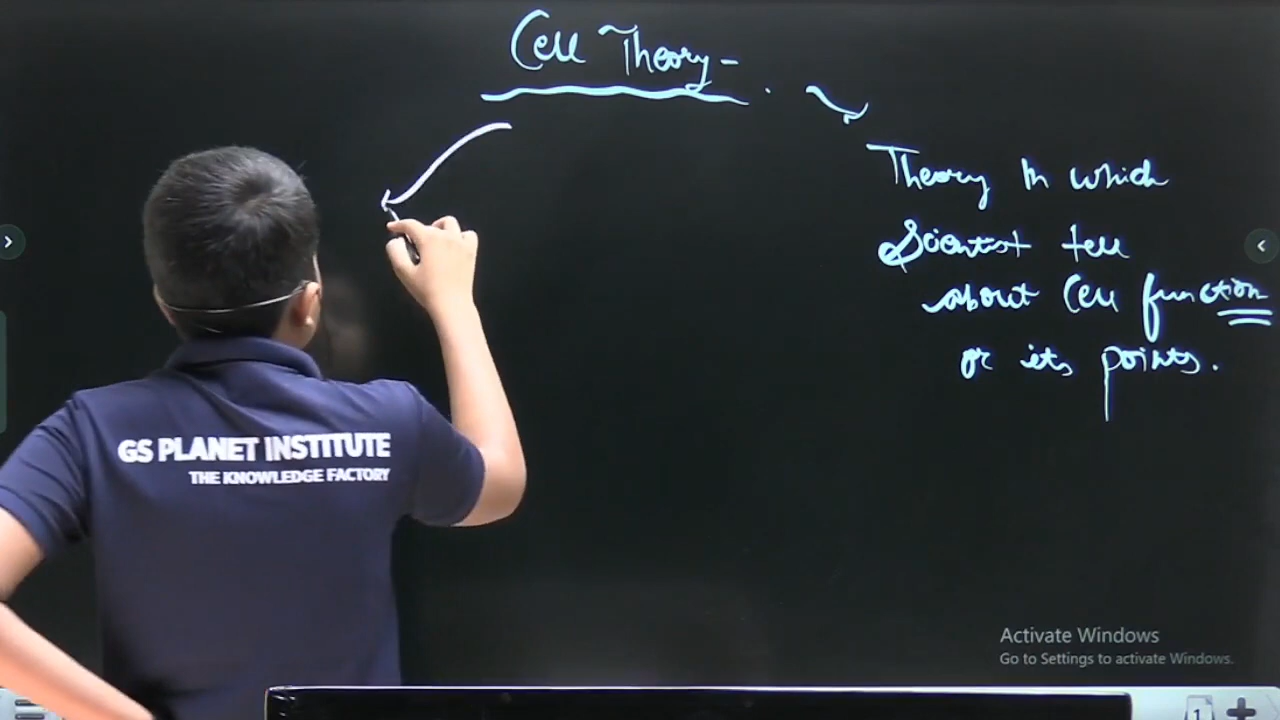 Cell Theory -
Theory in which
Scientist tell
about Cell function
or its points.
GS PLANET INSTITUTE
THE KNOWLEDGE FACTORY
Activate Windows
Go to Settings to activate Windows.
1